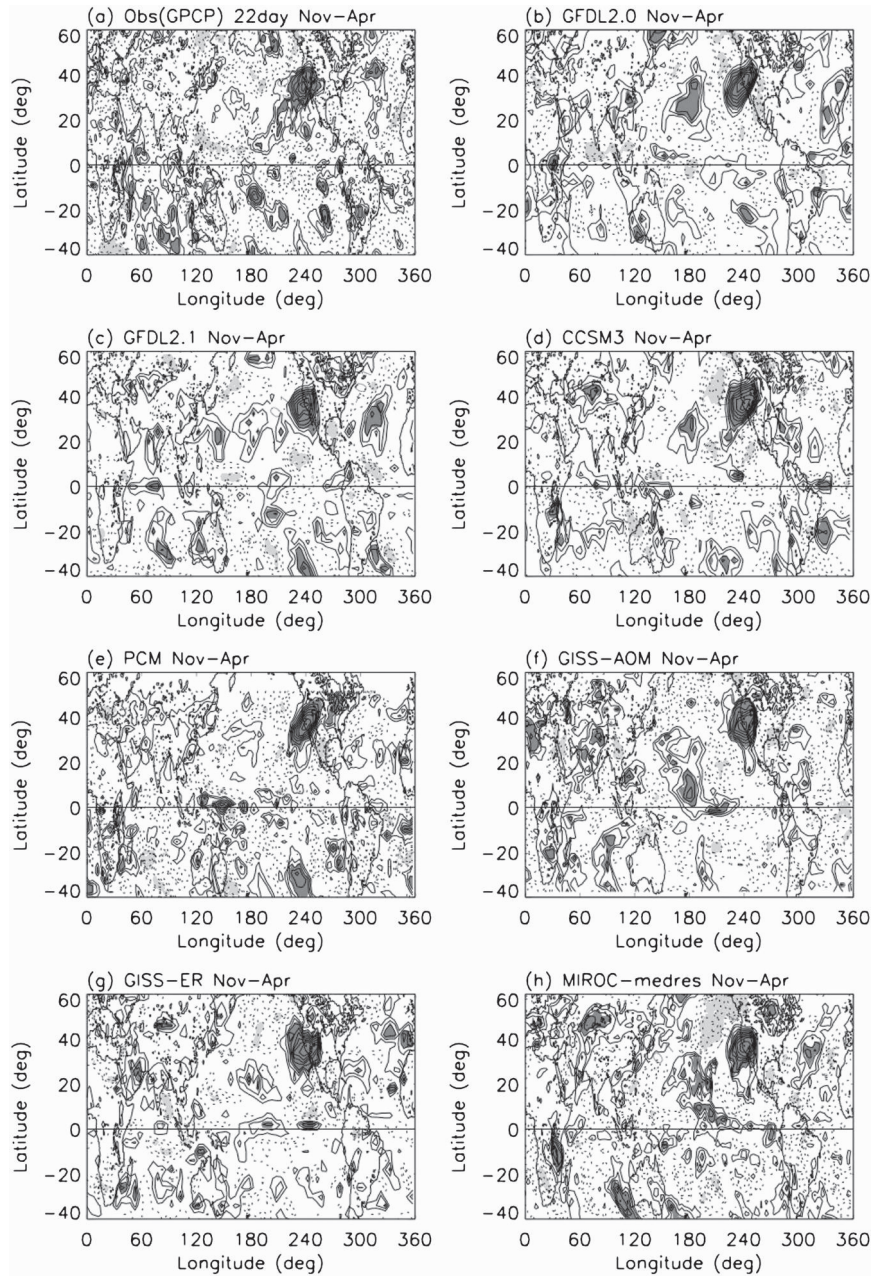 (a) Obs(GPCP) 22day Nov-Apr
60
40
20
0
-20
-40
Latitude (deg)
0 60 120 180 240 300 360
Longitude (deg)
(b) GFDL2.0 Nov-Apr
60
40
20
0
-20
-40
Latitude (deg)
0 60 120 180 240 300 360
Longitude (deg)
(c) GFDL2.1 Nov-Apr
60
40
20
0
-20
-40
Latitude (deg)
0 60 120 180 240 300 360
Longitude (deg)
(d) CCSM3 Nov-Apr
60
40
20
0
-20
-40
Latitude (deg)
0 60 120 180 240 300 360
Longitude (deg)
(e) PCM Nov-Apr
60
40
20
0
-20
-40
Latitude (deg)
0 60 120 180 240 300 360
Longitude (deg)
(f) GISS-AOM Nov-Apr
60
40
20
0
-20
-40
Latitude (deg)
0 60 120 180 240 300 360
Longitude (deg)
(g) GISS-ER Nov-Apr
60
40
20
0
-20
-40
Latitude (deg)
0 60 120 180 240 300 360
Longitude (deg)
(h) MIROC-medres Nov-Apr
60
40
20
0
-20
-40
Latitude (deg)
0 60 120 180 240 300 360
Longitude (deg)